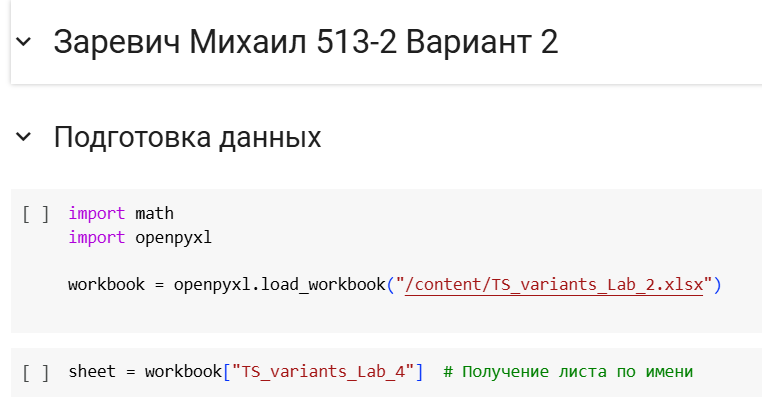 Заревич Михаил 513-2 Вариант 2
Подготовка данных
[ ] import math
import openpyxl
workbook = openpyxl.load_workbook("/content/TS_variants_Lab_2.xlsx")
[ ] sheet = workbook["TS_variants_Lab_4"] # Получение листа по имени